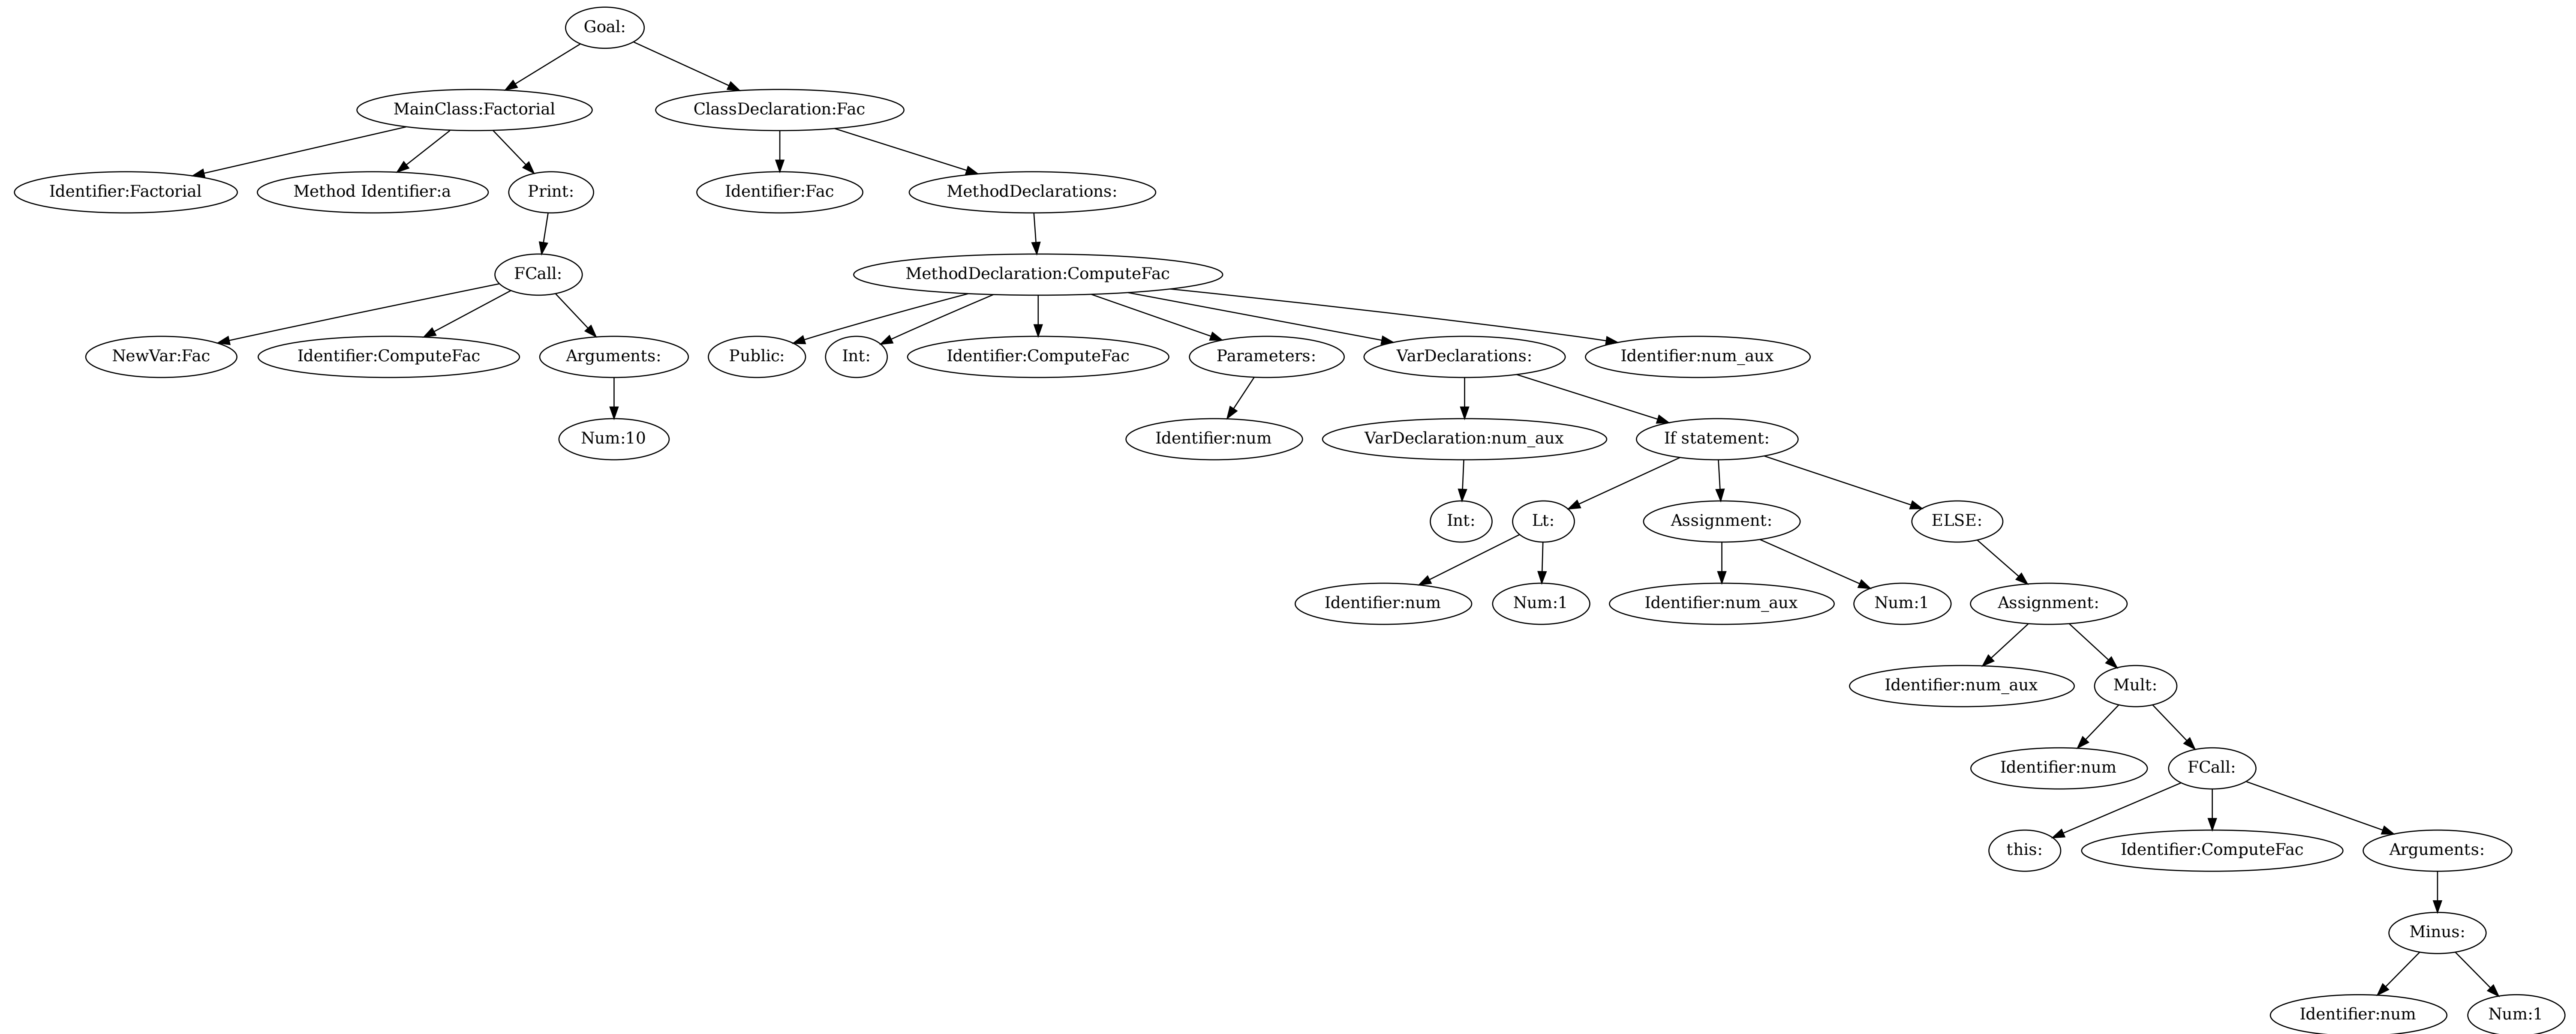 Goal:
MainClass:Factorial
ClassDeclaration:Fac
Identifier:Factorial
Method Identifier:a
Print:
Identifier:Fac
MethodDeclarations:
FCall:
MethodDeclaration:ComputeFac
NewVar:Fac
Identifier:ComputeFac
Arguments:
Public:
Int:
Identifier:ComputeFac
Parameters:
VarDeclarations:
Identifier:num_aux
Num:10
Identifier:num
VarDeclaration:num_aux
If statement:
Int:
Lt:
Assignment:
ELSE:
Identifier:num
Num:1
Identifier:num_aux
Num:1
Assignment:
Identifier:num_aux
Mult:
Identifier:num
FCall:
this:
Identifier:ComputeFac
Arguments:
Minus:
Identifier:num
Num:1